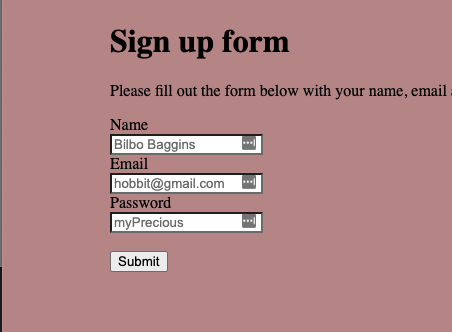 Sign up form
Please fill out the form below with your name, email
Name
Bilbo Baggins
Email
hobbit@gmail.com
Password
myPrecious
Submit